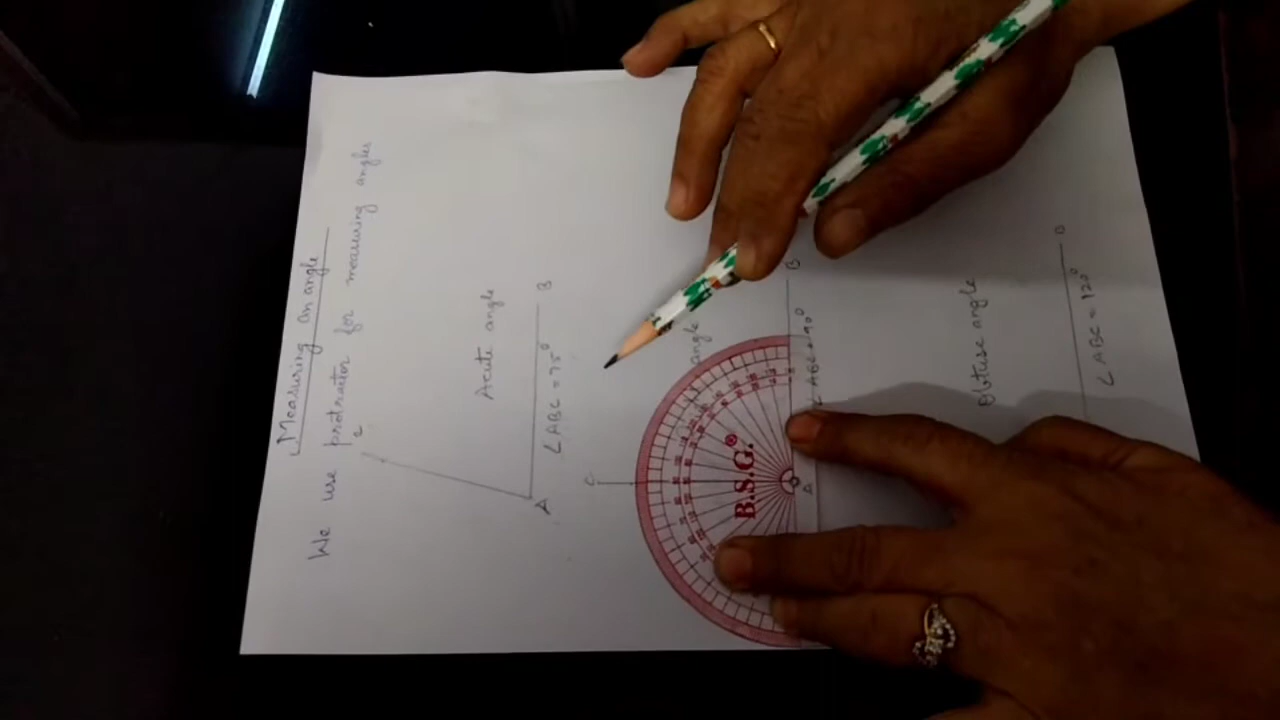 Measuring an angle
We use protractor for measuring angles
C
Acute angle
A
B
∠ABC = 75°
angle
C
B.S.G.®
A
B
∠ABC = 90°
Obtuse angle
B
∠ABC = 120°